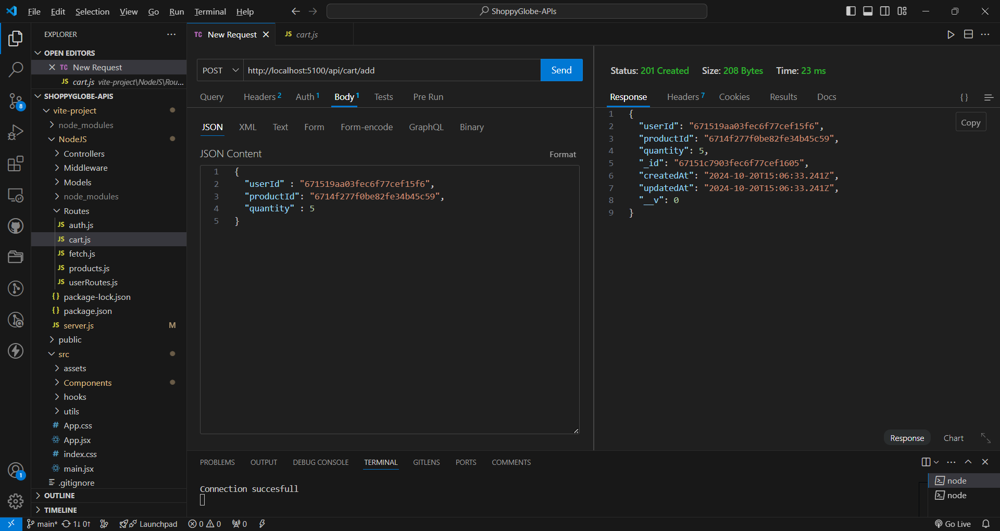 File Edit Selection View Go Run Terminal Help
ShoppyGlobe-APIs
EXPLORER
OPEN EDITORS
TC New Request
JS cart.js vite-project\NodeJS\Rou...
SHOPPYGLOBE-APIS
vite-project
node_modules
NodeJS
Controllers
Middleware
Models
node_modules
Routes
JS auth.js
JS cart.js
JS fetch.js
JS products.js
JS userRoutes.js
{} package-lock.json
{} package.json
JS server.js M
public
src
assets
Components
hooks
utils
# App.css
App.jsx
# index.css
main.jsx
.gitignore
OUTLINE
TIMELINE
8
1
TC New Request
JS cart.js
POST http://localhost:5100/api/cart/add Send
Query Headers 2 Auth 1 Body 1 Tests Pre Run
JSON XML Text Form Form-encode GraphQL Binary
JSON Content Format
1 {
2 "userId" : "671519aa03fec6f77cef15f6",
3 "productId": "6714f277f0be82fe34b45c59",
4 "quantity" : 5
5 }
Status: 201 Created Size: 208 Bytes Time: 23 ms
Response Headers 7 Cookies Results Docs { }
Copy
1 {
2 "userId": "671519aa03fec6f77cef15f6",
3 "productId": "6714f277f0be82fe34b45c59",
4 "quantity": 5,
5 "_id": "67151c7903fec6f77cef1605",
6 "createdAt": "2024-10-20T15:06:33.241Z",
7 "updatedAt": "2024-10-20T15:06:33.241Z",
8 "__v": 0
9 }
Response Chart
PROBLEMS OUTPUT DEBUG CONSOLE TERMINAL GITLENS PORTS COMMENTS
Connection succesfull
node
node
main* 1↓ 0↑ Launchpad 0 0 0 Go Live